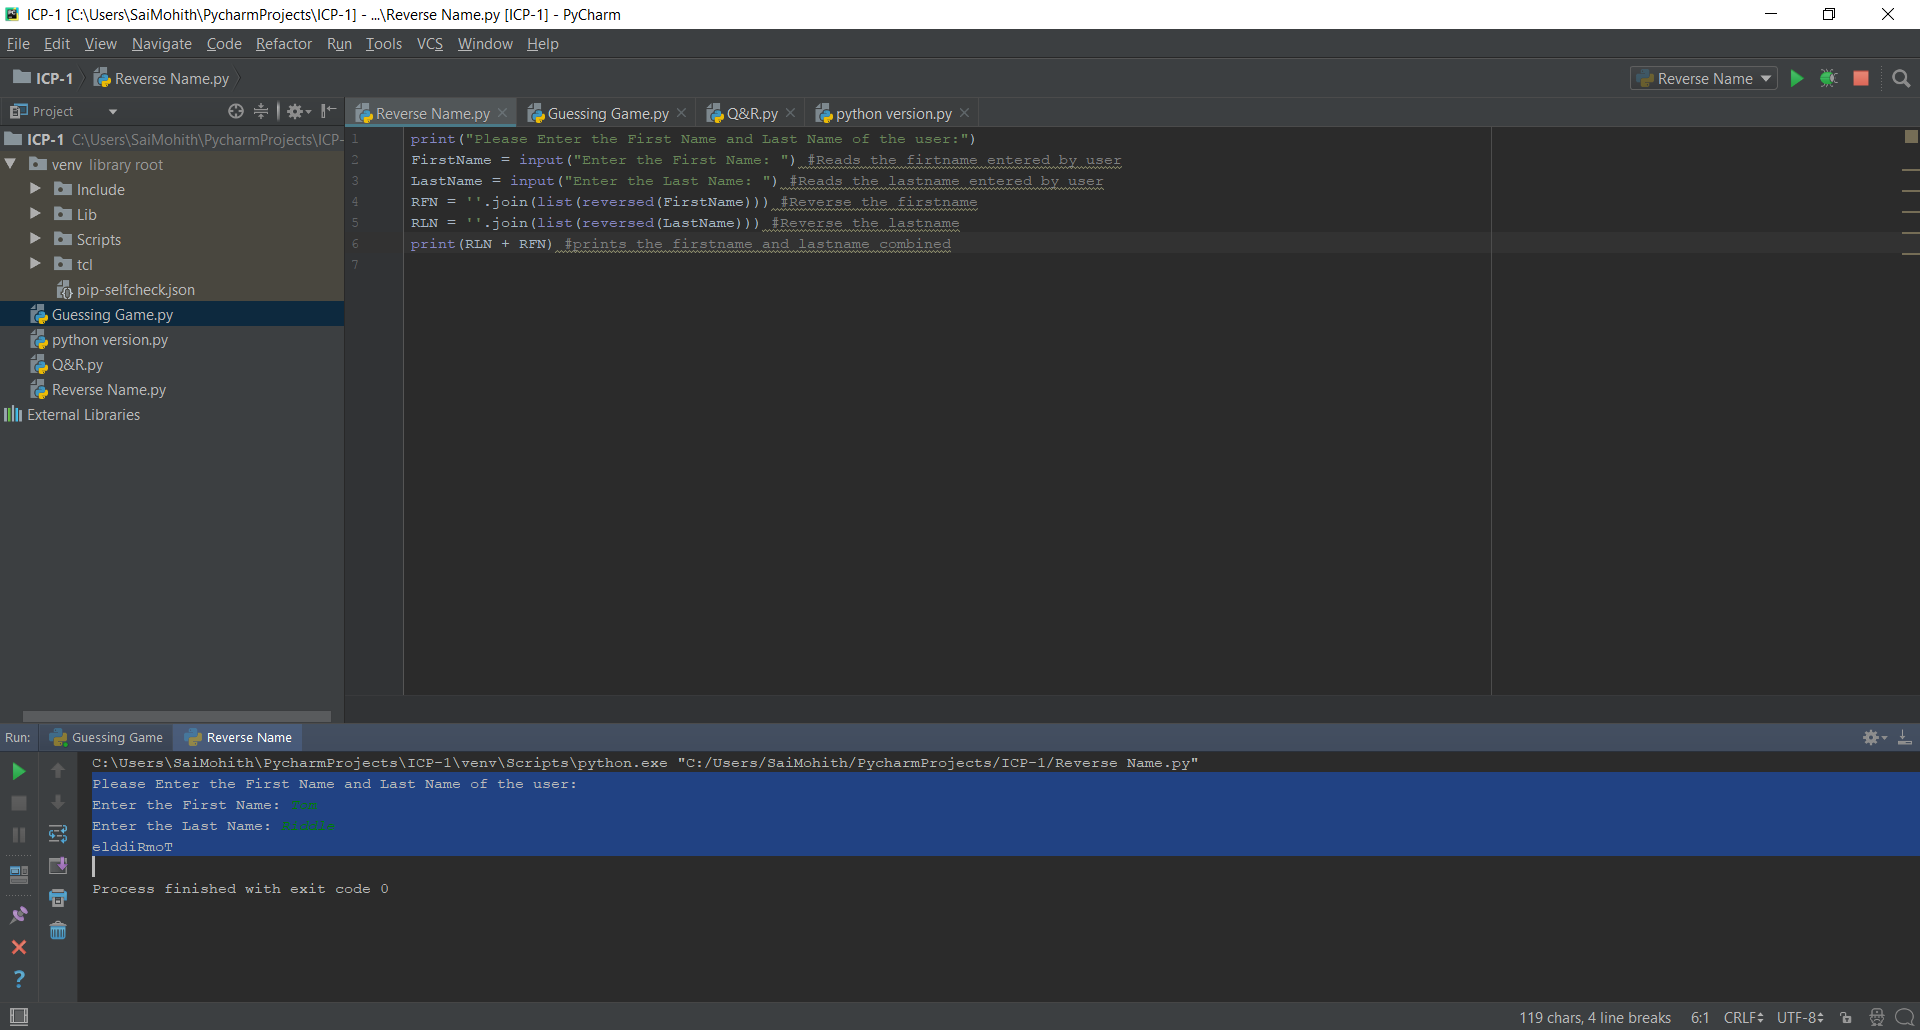 ICP-1 [C:\Users\SaiMohith\PycharmProjects\ICP-1] - ...\Reverse Name.py [ICP-1] - PyCharm
File Edit View Navigate Code Refactor Run Tools VCS Window Help
ICP-1 Reverse Name.py Reverse Name
Project
Reverse Name.py Guessing Game.py Q&R.py python version.py
ICP-1 C:\Users\SaiMohith\PycharmProjects\ICP-
venv library root
Include
Lib
Scripts
tcl
pip-selfcheck.json
Guessing Game.py
python version.py
Q&R.py
Reverse Name.py
External Libraries
1 print("Please Enter the First Name and Last Name of the user:")
2 FirstName = input("Enter the First Name: ") #Reads the firtname entered by user
3 LastName = input("Enter the Last Name: ") #Reads the lastname entered by user
4 RFN = ''.join(list(reversed(FirstName))) #Reverse the firstname
5 RLN = ''.join(list(reversed(LastName))) #Reverse the lastname
6 print(RLN + RFN) #prints the firstname and lastname combined
7
Run: Guessing Game Reverse Name
C:\Users\SaiMohith\PycharmProjects\ICP-1\venv\Scripts\python.exe "C:/Users/SaiMohith/PycharmProjects/ICP-1/Reverse Name.py"
Please Enter the First Name and Last Name of the user:
Enter the First Name: Tom
Enter the Last Name: Riddle
elddiRmoT
Process finished with exit code 0
119 chars, 4 line breaks 6:1 CRLF UTF-8